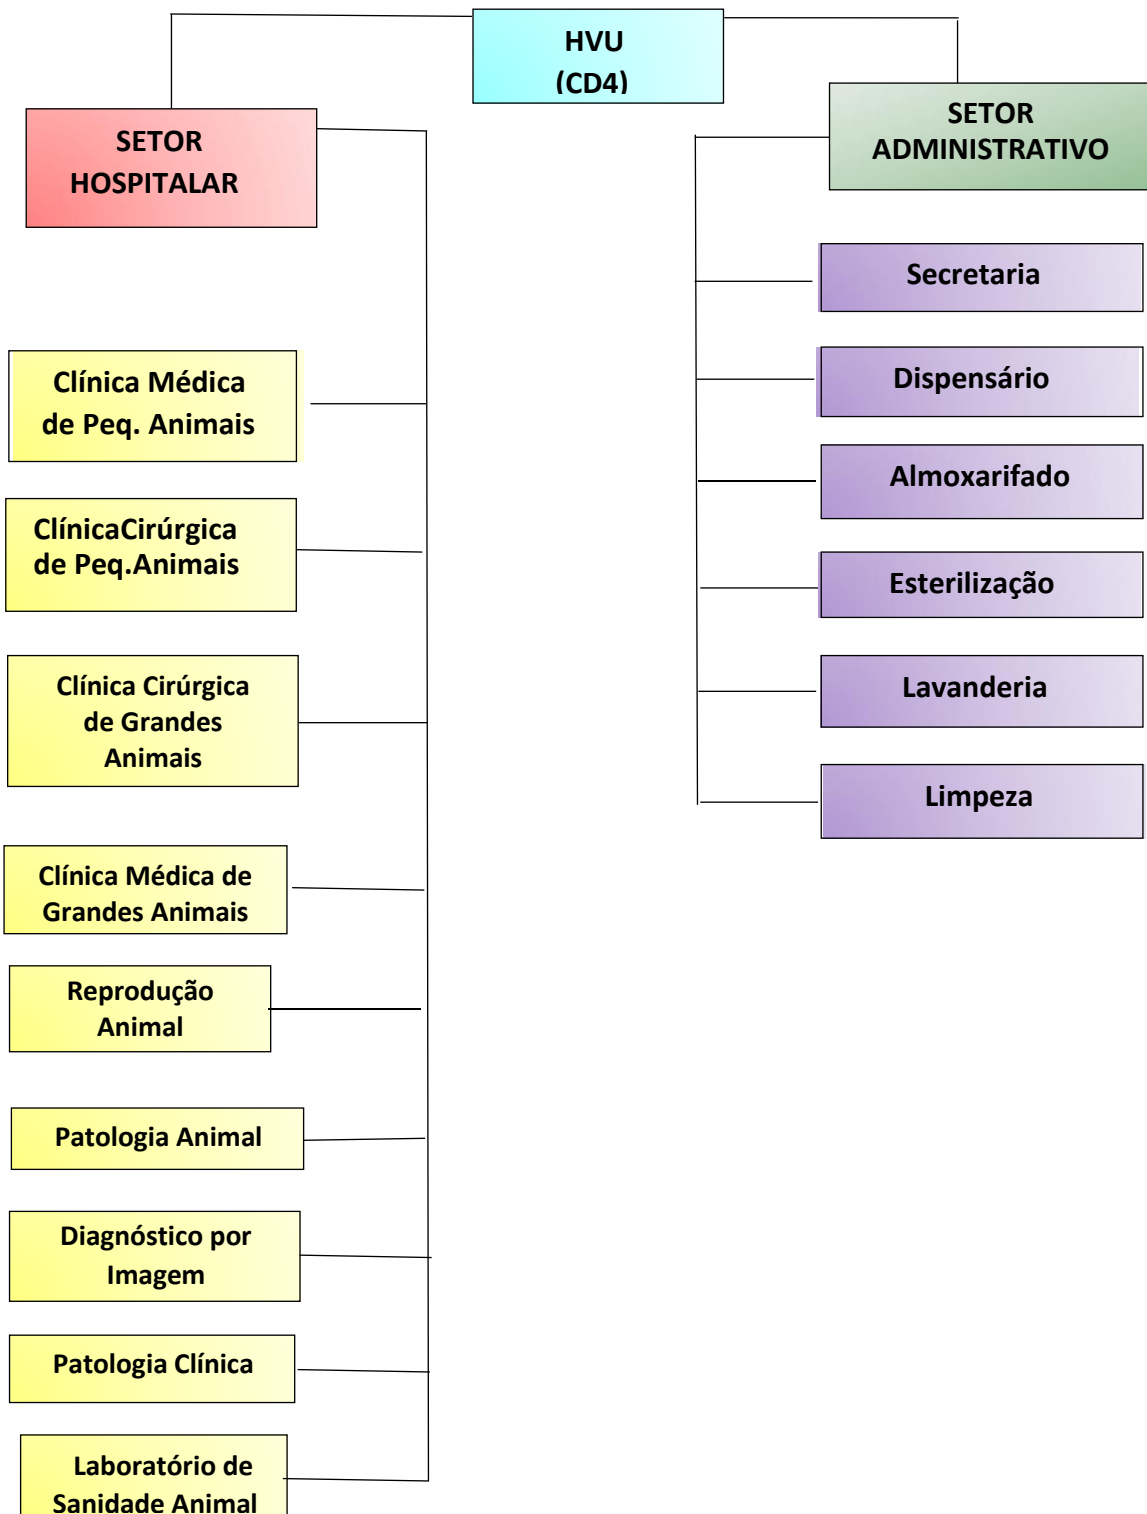 HVU
(CD4)
SETOR
HOSPITALAR
SETOR
ADMINISTRATIVO
Clínica Médica
de Peq. Animais
ClínicaCirúrgica
de Peq.Animais
Clínica Cirúrgica
de Grandes
Animais
Clínica Médica de
Grandes Animais
Reprodução
Animal
Patologia Animal
Diagnóstico por
Imagem
Patologia Clínica
Laboratório de
Sanidade Animal
Secretaria
Dispensário
Almoxarifado
Esterilização
Lavanderia
Limpeza